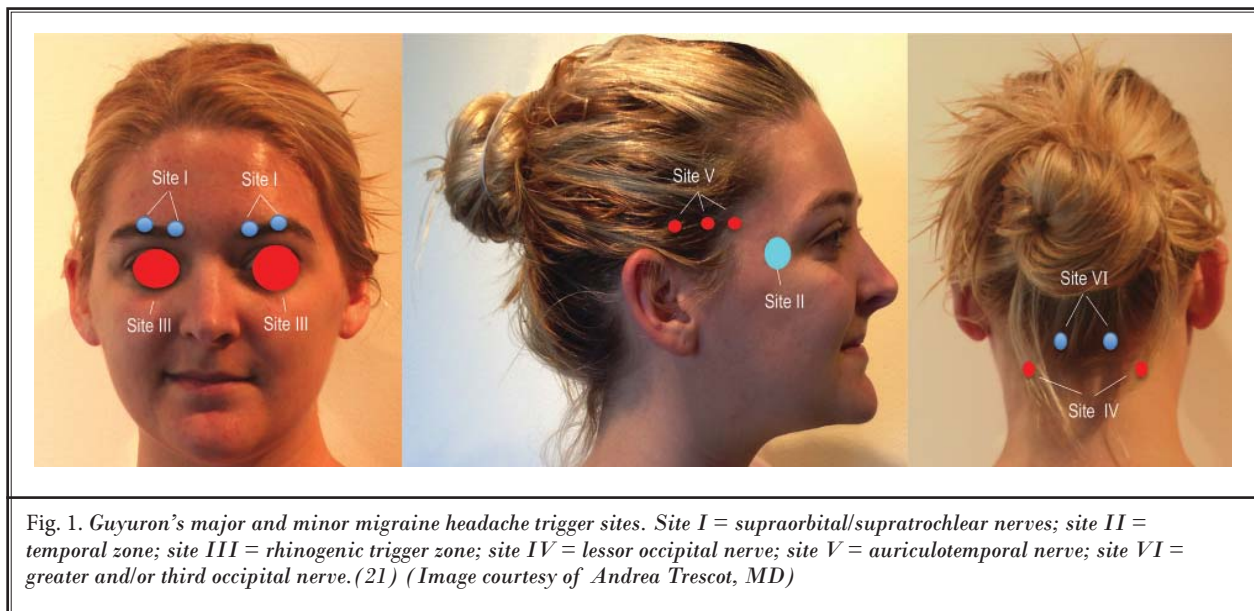 Site I
Site I
Site III
Site III
Site V
Site II
Site VI
Site IV
Fig. 1. Guyuron's major and minor migraine headache trigger sites. Site I = supraorbital/supratrochlear nerves; site II =
temporal zone; site III = rhinogenic trigger zone; site IV = lessor occipital nerve; site V = auriculotemporal nerve; site VI =
greater and/or third occipital nerve.(21) (Image courtesy of Andrea Trescot, MD)